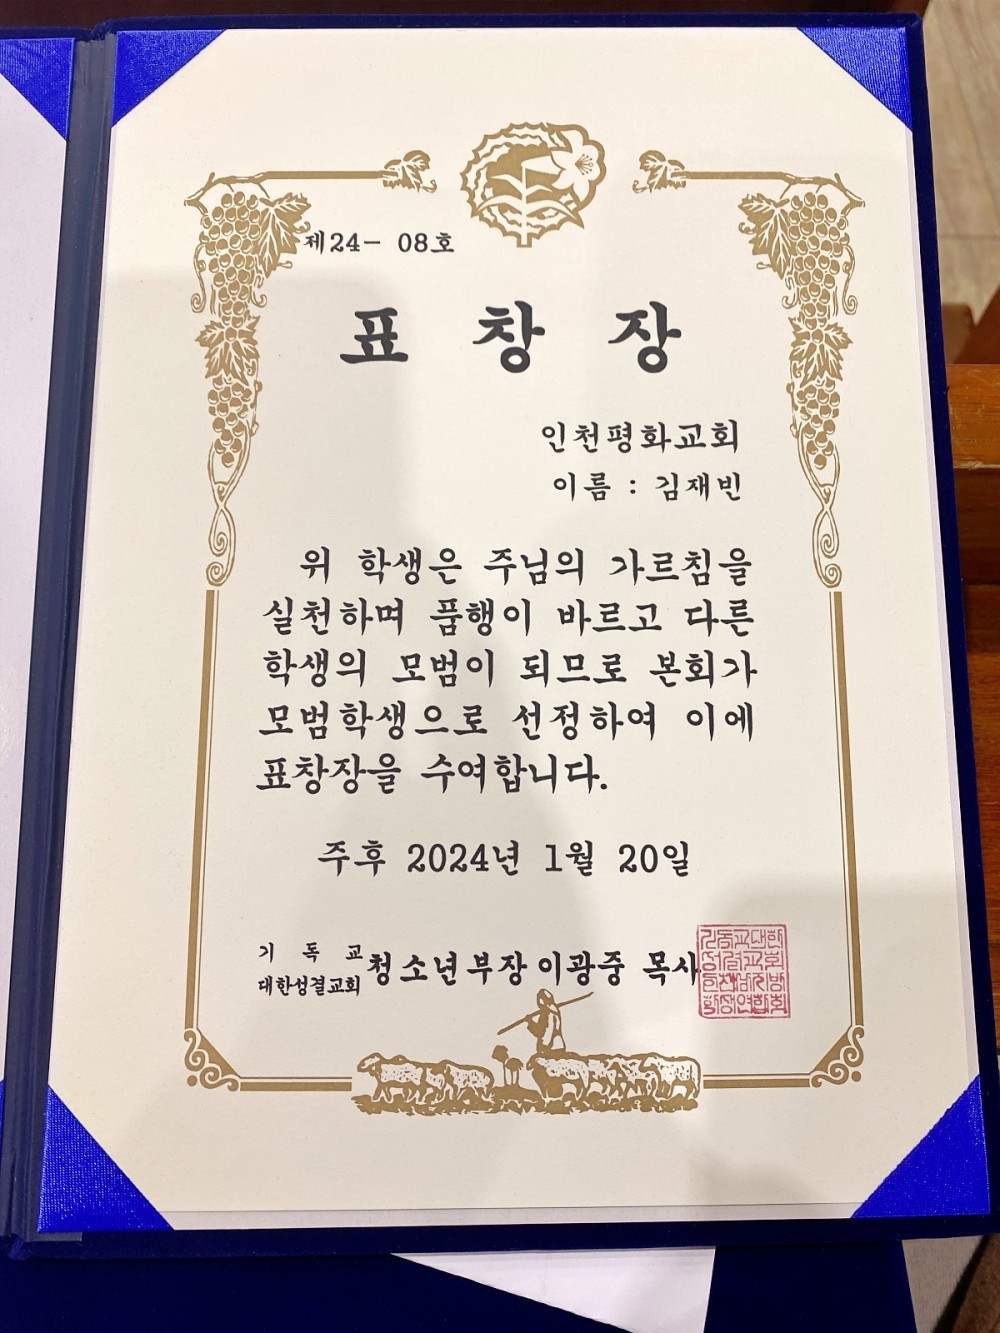 제24- 08호
표 창 장
인천평화교회
이름 : 김재빈
위 학생은 주님의 가르침을
실천하며 품행이 바르고 다른
학생의 모범이 되므로 본회가
모범학생으로 선정하여 이에
표창장을 수여합니다.
주후 2024년 1월 20일
기 독 교
대한성결교회 청소년부장 이광중 목사